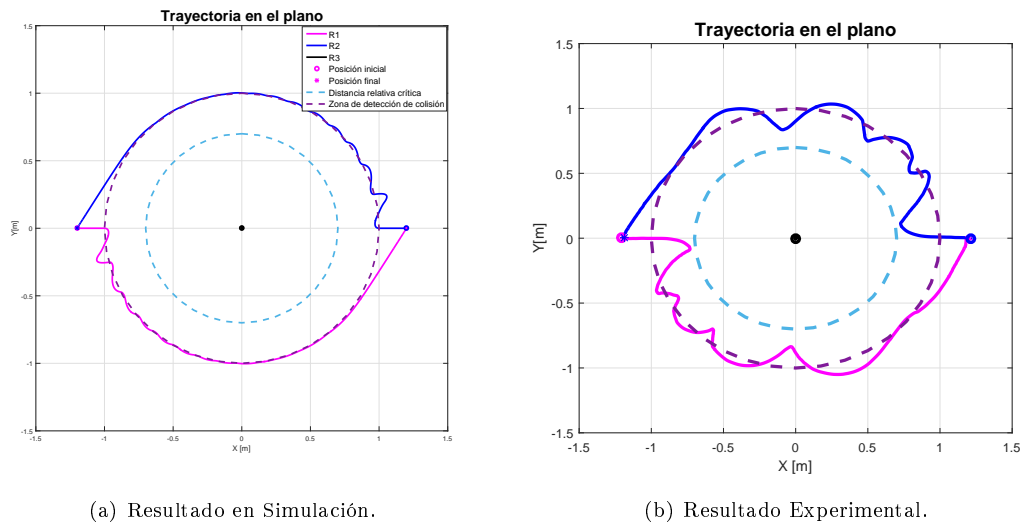 Trayectoria en el plano
R1
R2
R3
Posición inicial
Posición final
Distancia relativa crítica
Zona de detección de colisión
1.5
1
0.5
0
-0.5
-1
-1.5
Y[m]
-1.5 -1 -0.5 0 0.5 1 1.5
X [m]
(a) Resultado en Simulación.
Trayectoria en el plano
1.5
1
0.5
0
-0.5
-1
-1.5
Y[m]
-1.5 -1 -0.5 0 0.5 1 1.5
X [m]
(b) Resultado Experimental.